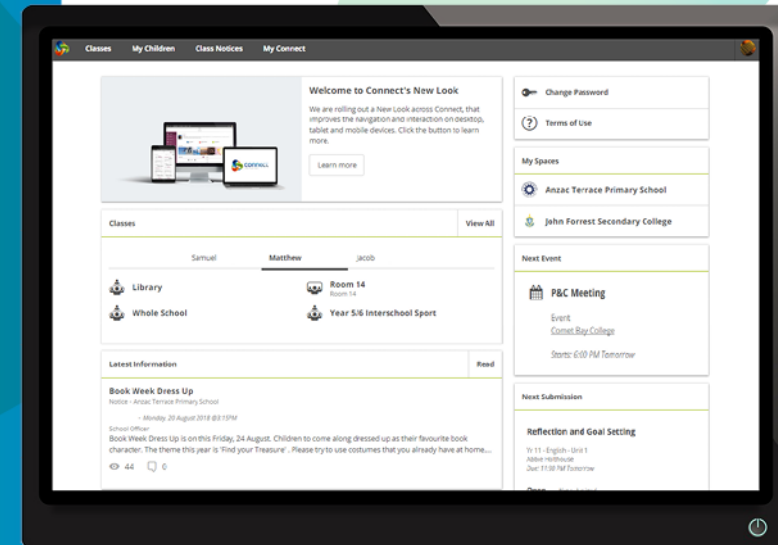 Classes My Children Class Notices My Connect
Welcome to Connect's New Look
We are rolling out a New Look across Connect, that
improves the navigation and interaction on desktop,
tablet and mobile devices. Click the button to learn
more.
Learn more
connect
Classes View All
Samuel Matthew Jacob
Library
Room 14
Room 14
Whole School
Year 5/6 Interschool Sport
Latest Information Read
Book Week Dress Up
Notice - Anzac Terrace Primary School
- Monday, 20 August 2018 @3:15PM
School Officer
Book Week Dress Up is on this Friday, 24 August. Children to come along dressed up as their favourite book
character. The theme this year is 'Find your Treasure' . Please try to use costumes that you already have at home....
44 0
Change Password
Terms of Use
My Spaces
Anzac Terrace Primary School
John Forrest Secondary College
Next Event
P&C Meeting
Event
Comet Bay College
Starts: 6:00 PM Tomorrow
Next Submission
Reflection and Goal Setting
Yr 11 - English - Unit 1
Abbie Holthouse
Due: 11:98 PM Tomorrow